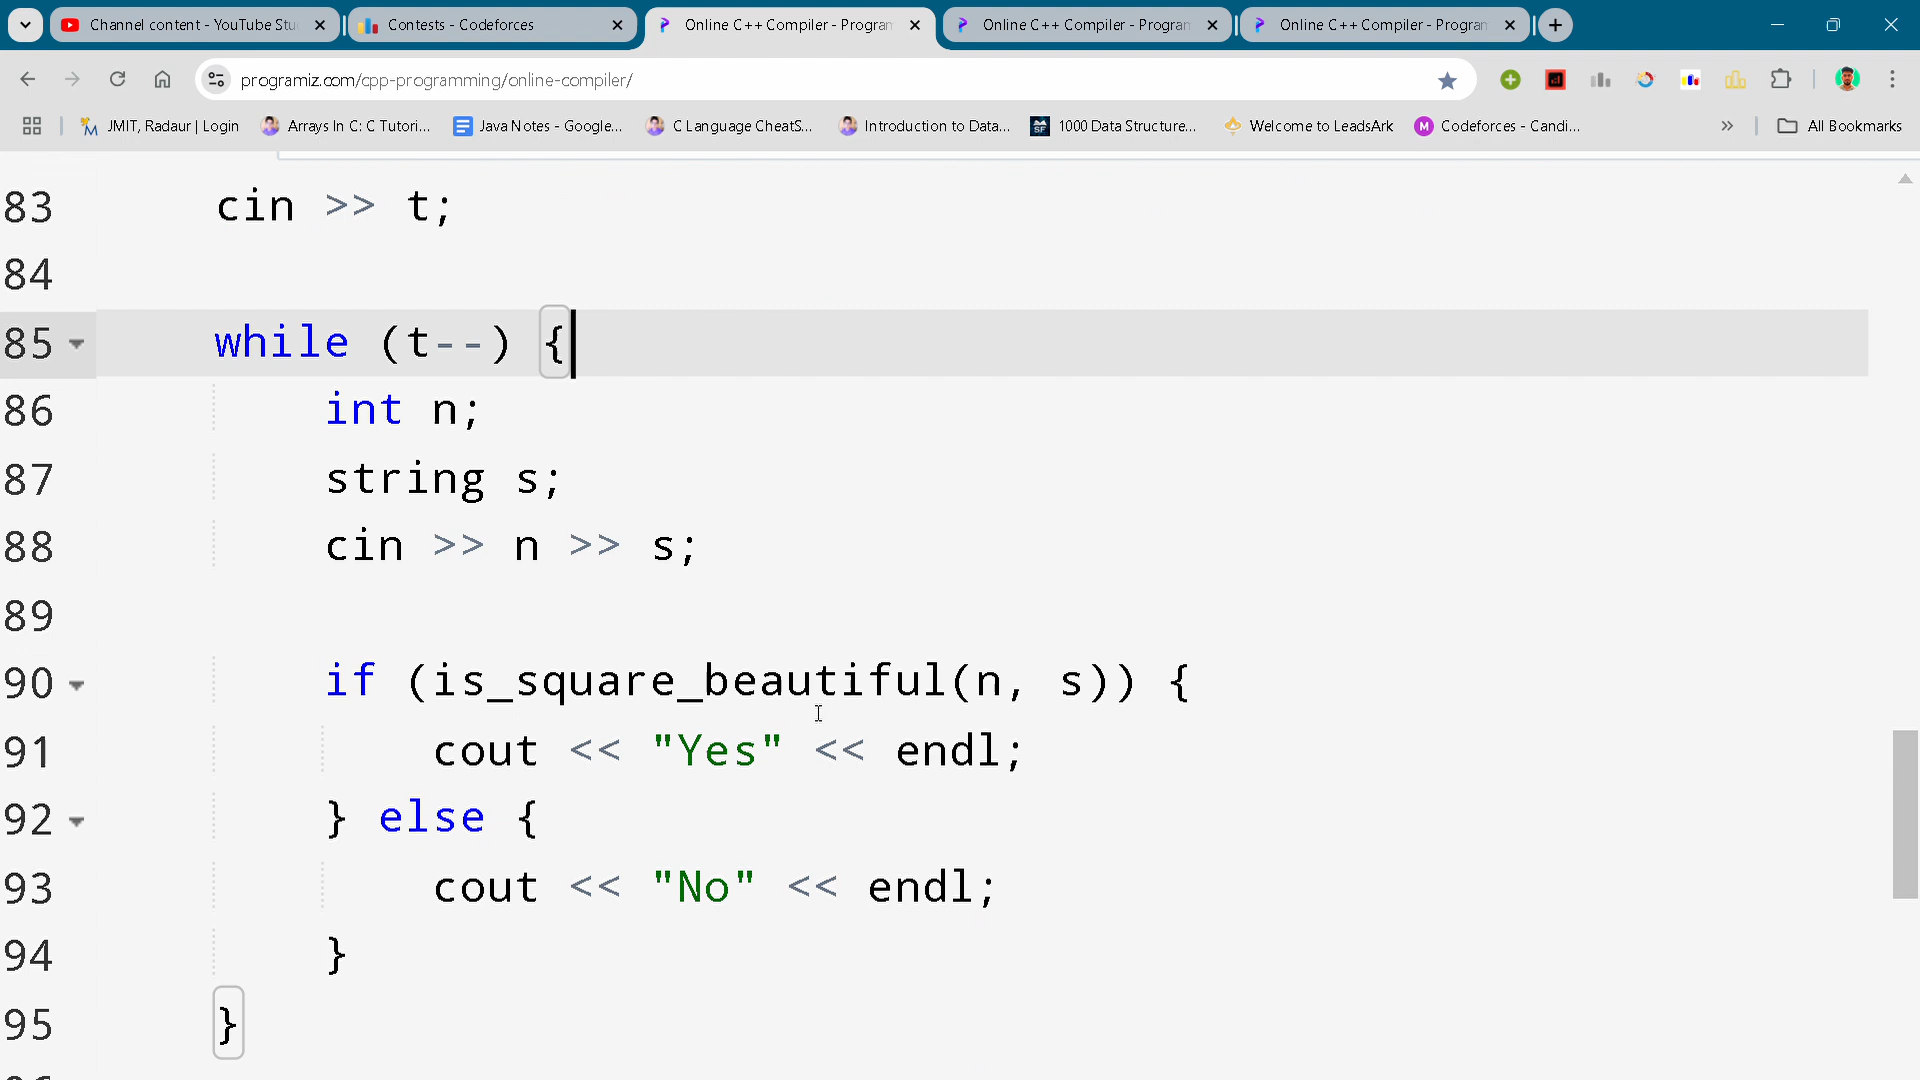 Channel content - YouTube Stu
Contests - Codeforces
Online C++ Compiler - Progran
Online C++ Compiler - Progran
Online C++ Compiler - Progran
programiz.com/cpp-programming/online-compiler/
JMIT, Radaur | Login
Arrays In C: C Tutori...
Java Notes - Google...
C Language CheatS...
Introduction to Data...
1000 Data Structure...
Welcome to LeadsArk
Codeforces - Candi...
All Bookmarks
83 cin >> t;
84
85 while (t--) {
86 int n;
87 string s;
88 cin >> n >> s;
89
90 if (is_square_beautiful(n, s)) {
91 cout << "Yes" << endl;
92 } else {
93 cout << "No" << endl;
94 }
95 }